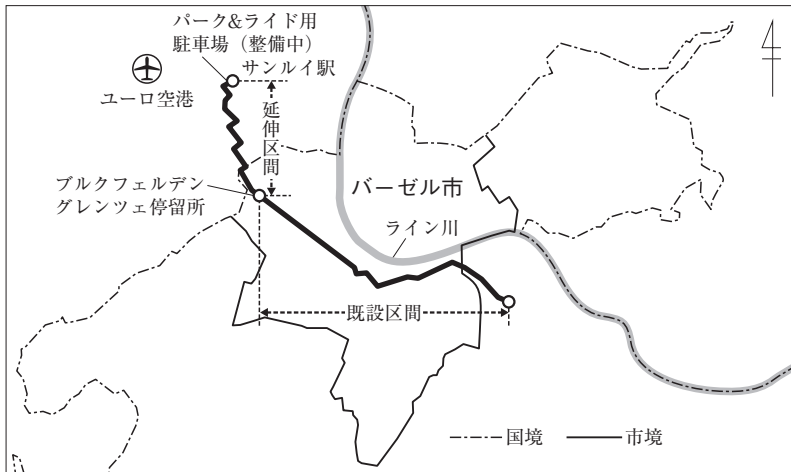 パーク&ライド用
駐車場（整備中）
サンルイ駅
ユーロ空港
延伸区間
ブルクフェルデン
グレンツェ停留所
バーゼル市
ライン川
既設区間
国境
市境